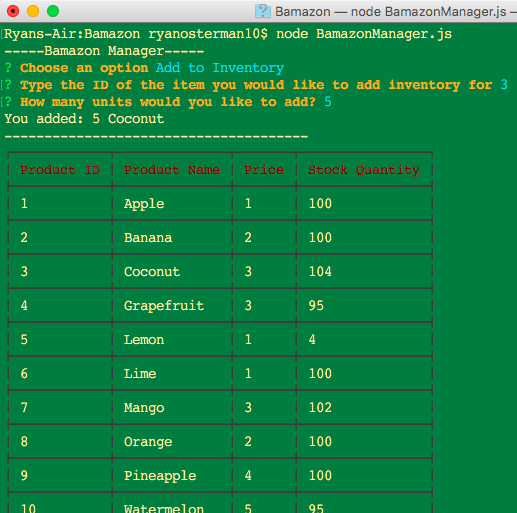 Bamazon — node BamazonManager.js —
Ryans-Air:Bamazon ryanosterman10$ node BamazonManager.js
-----Bamazon Manager-----
? Choose an option Add to Inventory
? Type the ID of the item you would like to add inventory for 3
? How many units would you like to add? 5
You added: 5 Coconut
--------------------------------------
Product ID Product Name Price Stock Quantity
1 Apple 1 100
2 Banana 2 100
3 Coconut 3 104
4 Grapefruit 3 95
5 Lemon 1 4
6 Lime 1 100
7 Mango 3 102
8 Orange 2 100
9 Pineapple 4 100
10 Watermelon 5 95